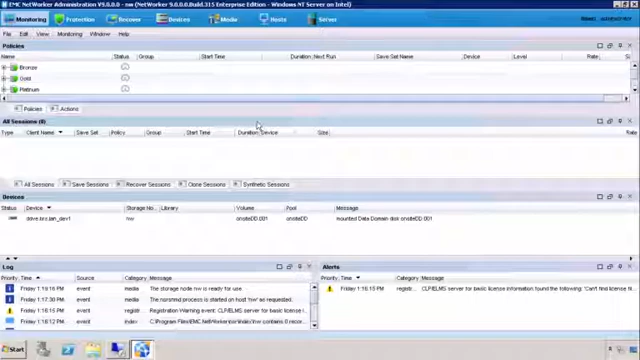 EMC NetWorker Administration V9.0.0.0 - nw (NetWorker 9.0.0.0.Build.315 Enterprise Edition - Windows NT Server on Intel)
Monitoring Protection Recover Devices Media Hosts Server
File Edit View Monitoring Window Help
Policies
Name Status Group Start Time Duration Next Run Save Set Name Device Level Rate
Bronze
Gold
Platinum
Policies Actions
All Sessions (0)
Type Client Name Save Set Policy Group Start Time Duration Device Size Rate
All Sessions Save Sessions Recover Sessions Clone Sessions Synthetic Sessions
Devices
Status Device Storage No... Library Volume Pool Message
nw onsiteDD.001 onsiteDD mounted Data Domain disk onsiteDD.001
Log
Priority Time Source Category Message
Friday 1:18:16 PM event media The storage node nw is ready for use.
Friday 1:17:30 PM event media The nsrsnmd process is started on host 'nw' as requested.
Friday 1:16:15 PM event registr... Registration Warning event: CLP/ELMS server for basic licens
Friday 1:16:12 PM event index C:\Program Files\EMC NetWorker\nsr\index\nw contains 0 recor
Alerts
Priority Time Category Message
Friday 1:16:15 PM registr... CLP/ELMS server for basic license information found the following: 'Can't find license fil
Start